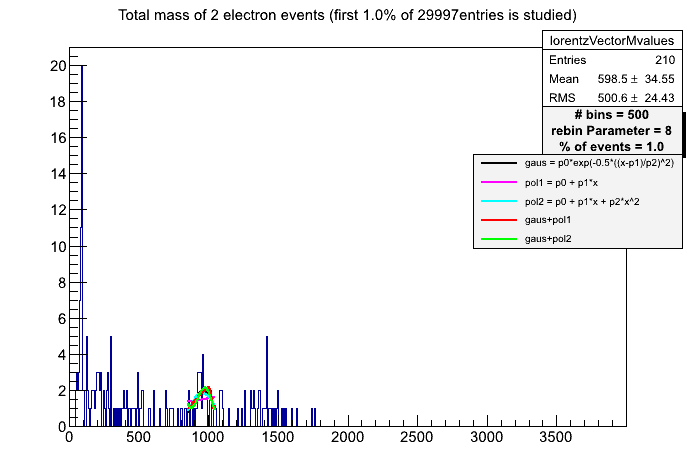 Total mass of 2 electron events (first 1.0% of 29997entries is studied)
lorentzVectorMvalues
Entries 210
Mean 598.5 ± 34.55
RMS 500.6 ± 24.43
# bins = 500
rebin Parameter = 8
% of events = 1.0
gaus = p0*exp(-0.5*((x-p1)/p2)^2)
pol1 = p0 + p1*x
pol2 = p0 + p1*x + p2*x^2
gaus+pol1
gaus+pol2
20
18
16
14
12
10
8
6
4
2
0
0 500 1000 1500 2000 2500 3000 3500